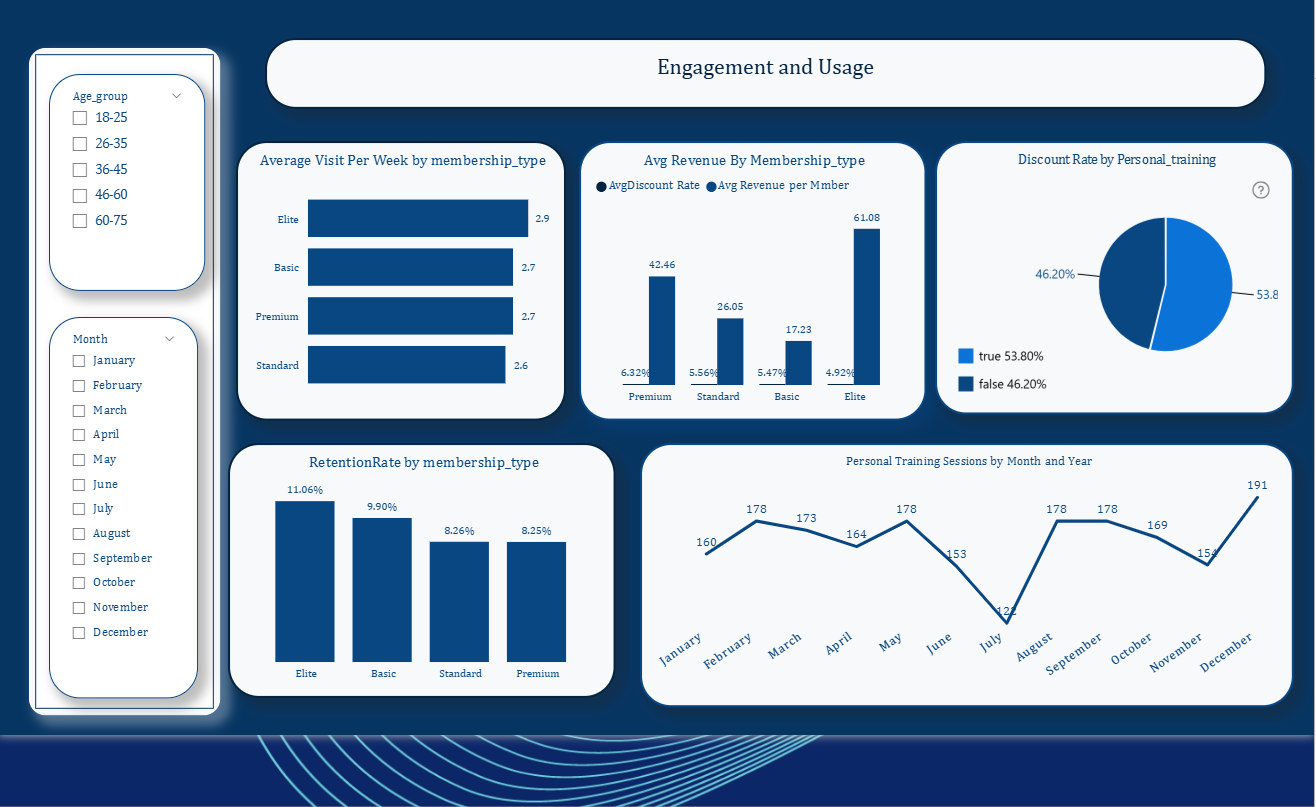 Engagement and Usage
Age_group
18-25
26-35
36-45
46-60
60-75
Month
January
February
March
April
May
June
July
August
September
October
November
December
Average Visit Per Week by membership_type
Elite 2.9
Basic 2.7
Premium 2.7
Standard 2.6
Avg Revenue By Membership_type
AvgDiscount Rate Avg Revenue per Mmber
61.08
42.46
26.05
17.23
6.32% 5.56% 5.47% 4.92%
Premium Standard Basic Elite
Discount Rate by Personal_training
?
46.20%
53.8
true 53.80%
false 46.20%
RetentionRate by membership_type
11.06%
9.90%
8.26% 8.25%
Elite Basic Standard Premium
Personal Training Sessions by Month and Year
160 178 173 164 178 153 122 178 178 169 154 191
January February March April May June July August September October November December